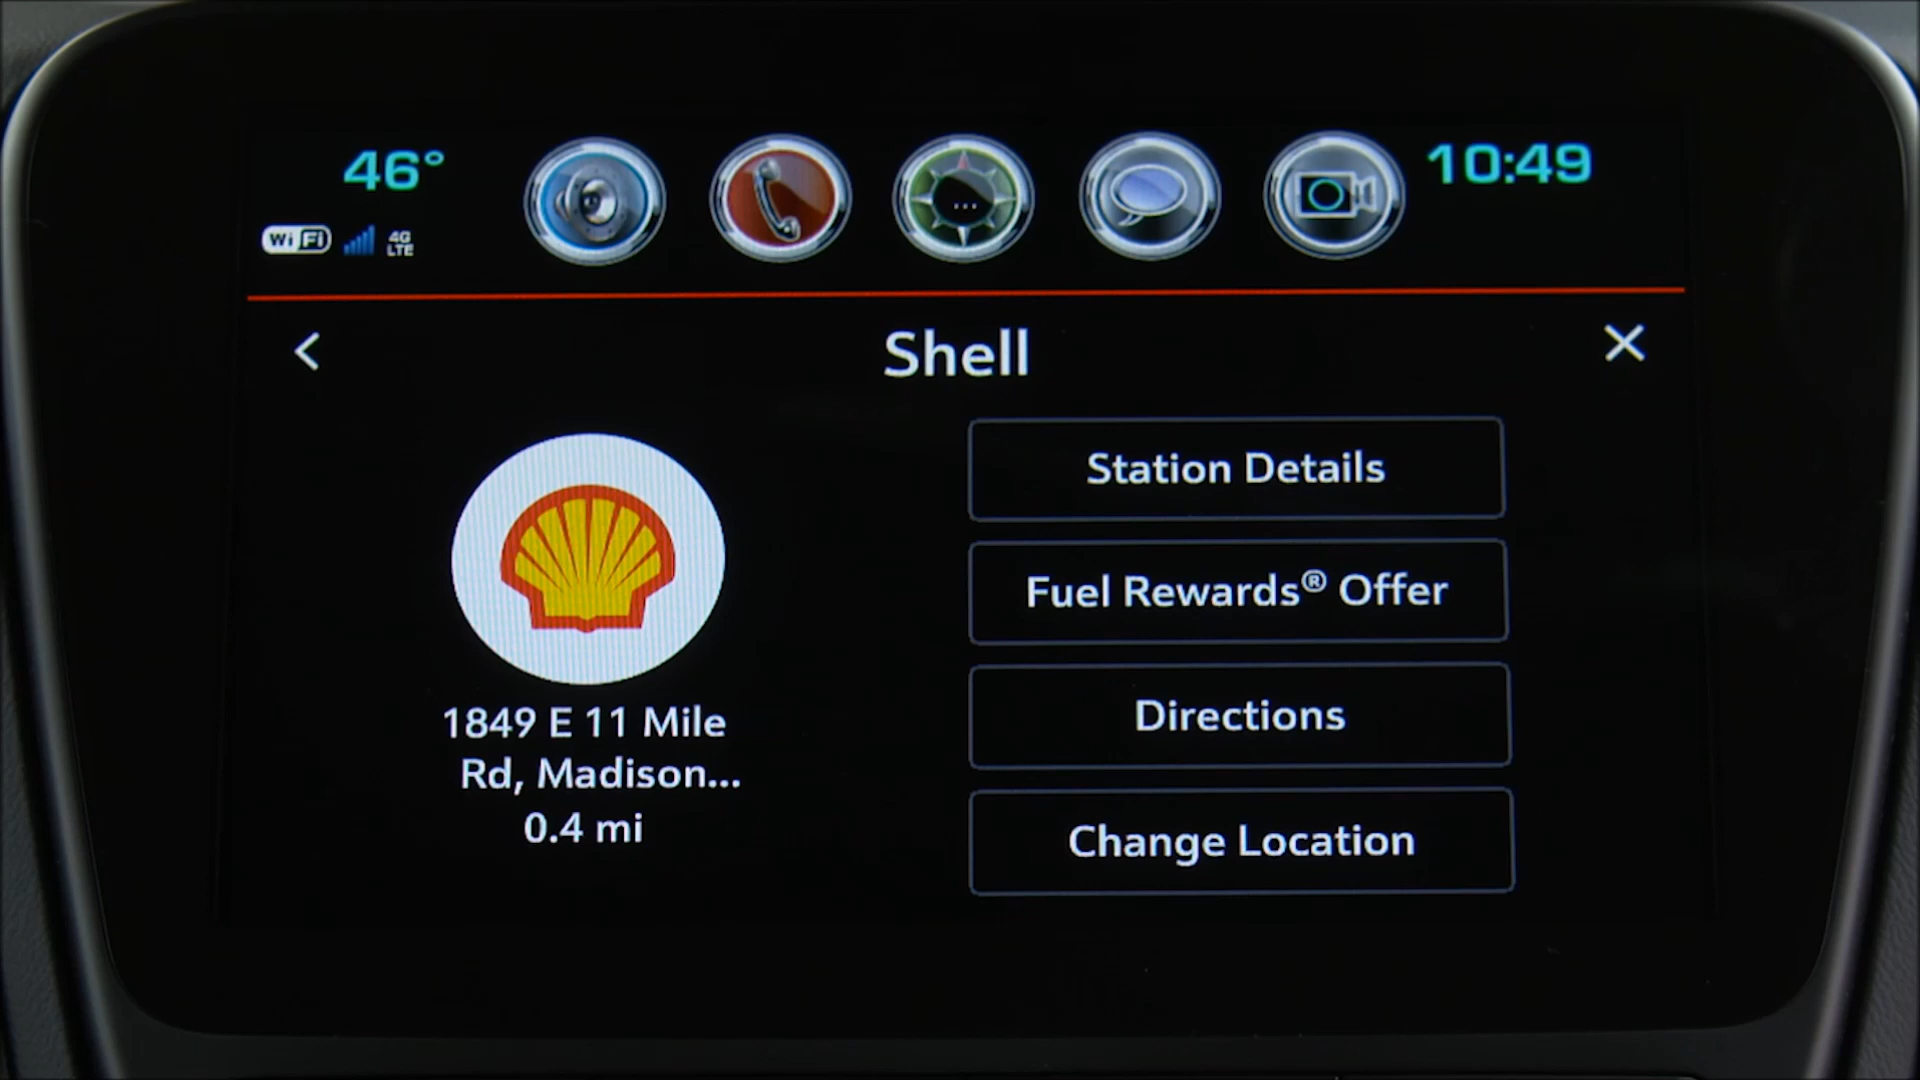 46°
10:49
WiFi
4G
LTE
Shell
Station Details
Fuel Rewards® Offer
Directions
Change Location
1849 E 11 Mile
Rd, Madison...
0.4 mi